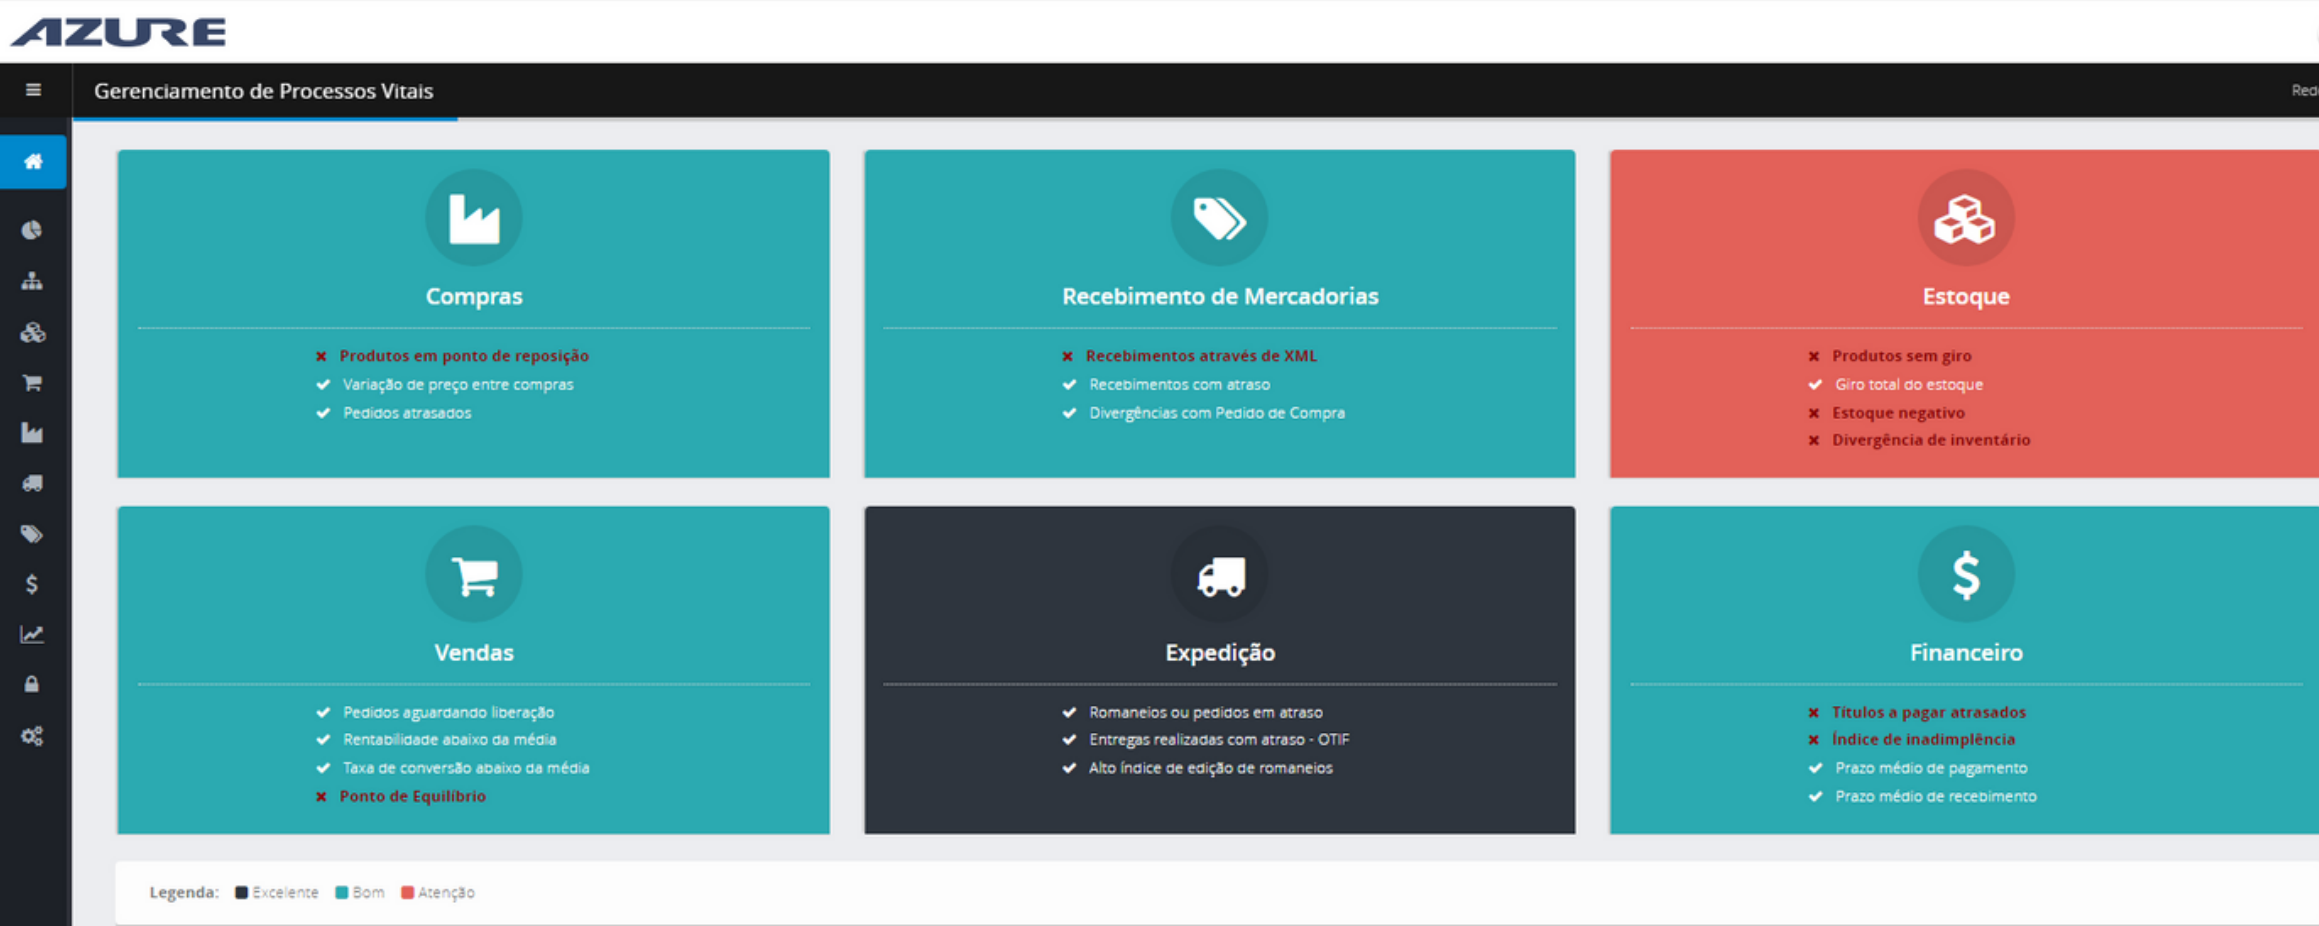 AZURE
Gerenciamento de Processos Vitais
Compras
Produtos em ponto de reposição
Variação de preço entre compras
Pedidos atrasados
Recebimento de Mercadorias
Recebimentos através de XML
Recebimentos com atraso
Divergências com Pedido de Compra
Estoque
Produtos sem giro
Giro total do estoque
Estoque negativo
Divergência de inventário
Vendas
Pedidos aguardando liberação
Rentabilidade abaixo da média
Taxa de conversão abaixo da média
Ponto de Equilíbrio
Expedição
Romaneios ou pedidos em atraso
Entregas realizadas com atraso - OTIF
Alto índice de edição de romaneios
Financeiro
Títulos a pagar atrasados
Índice de inadimplência
Prazo médio de pagamento
Prazo médio de recebimento
Legenda: Excelente Bom Atenção